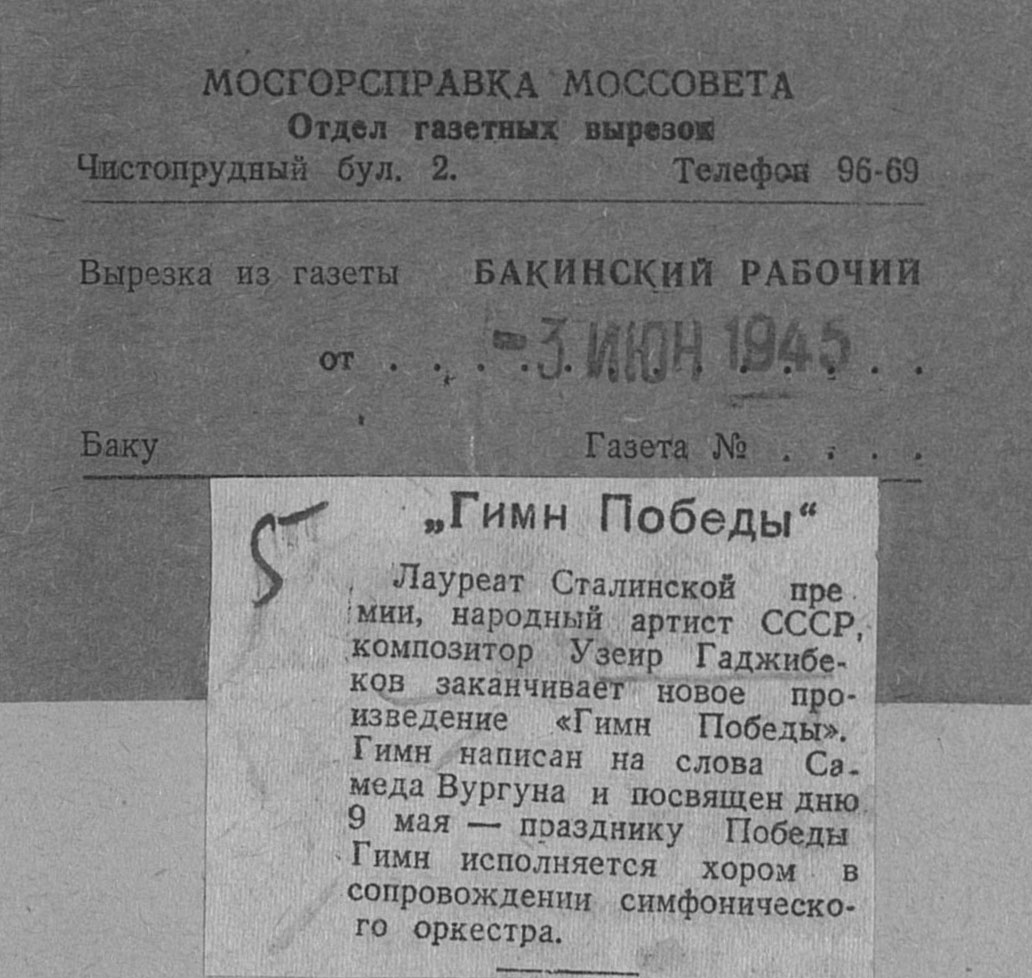 МОСГОРСПРАВКА МОССОВЕТА
Отдел газетных вырезок
Чистопрудный бул. 2. Телефон 96-69
Вырезка из газеты БАКИНСКИЙ РАБОЧИЙ
от . . . . -3 ИЮН 1945 . .
Баку Газета № . . . .
5
„Гимн Победы“
Лауреат Сталинской пре
мии, народный артист СССР,
композитор Узеир Гаджибе-
ков заканчивает новое про-
изведение «Гимн Победы».
Гимн написан на слова Са-
меда Вургуна и посвящен дню
9 мая — празднику Победы
Гимн исполняется хором в
сопровождении симфоническо-
го оркестра.